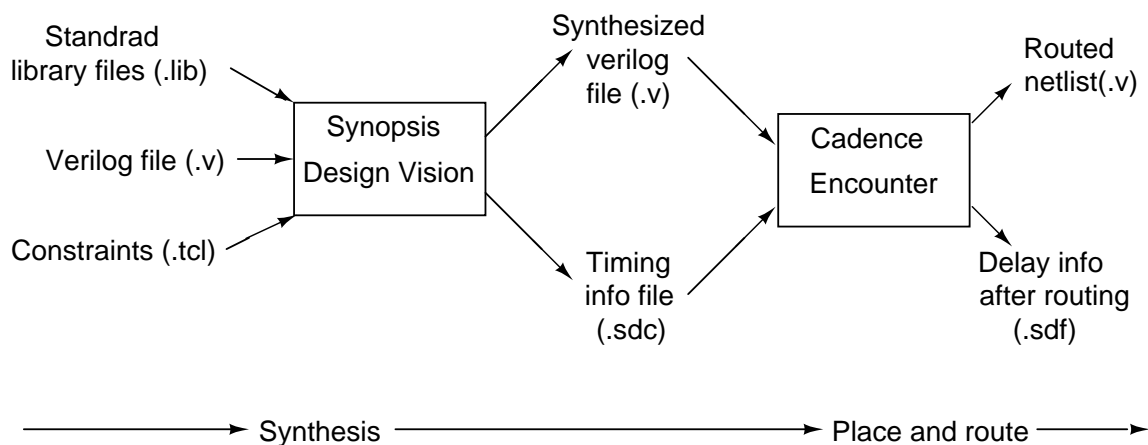 Standrad
library files (.lib)
Verilog file (.v)
Constraints (.tcl)
Synopsis
Design Vision
Synthesized
verilog
file (.v)
Timing
info file
(.sdc)
Cadence
Encounter
Routed
netlist(.v)
Delay info
after routing
(.sdf)
Synthesis
Place and route